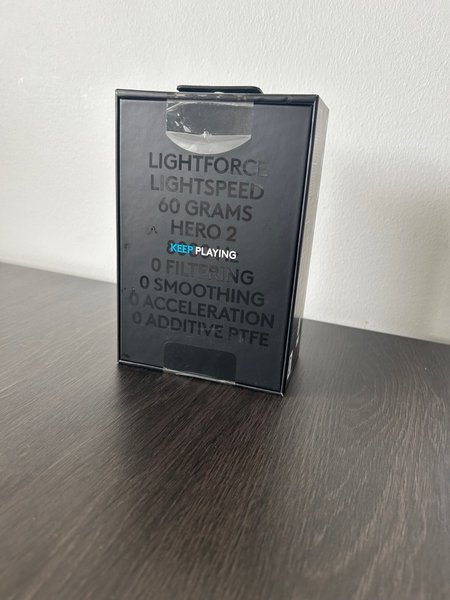 LIGHTFORCE
LIGHTSPEED
60 GRAMS
HERO 2
KEEP PLAYING
0 FILTERING
0 SMOOTHING
0 ACCELERATION
0 ADDITIVE PTFE